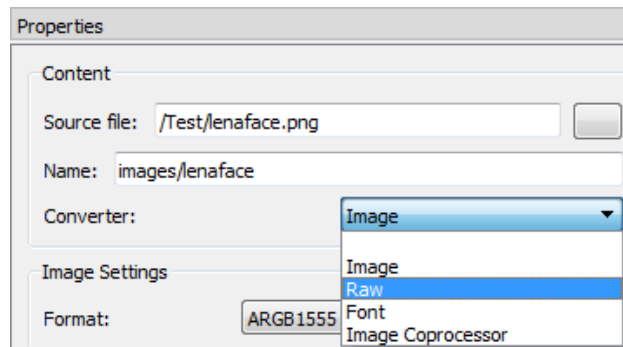 Properties
Content
Source file: /Test/lenaface.png
Name: images/lenaface
Converter: Image
Image
Image Settings
Raw
Format: ARGB1555 Font
Image Coprocessor